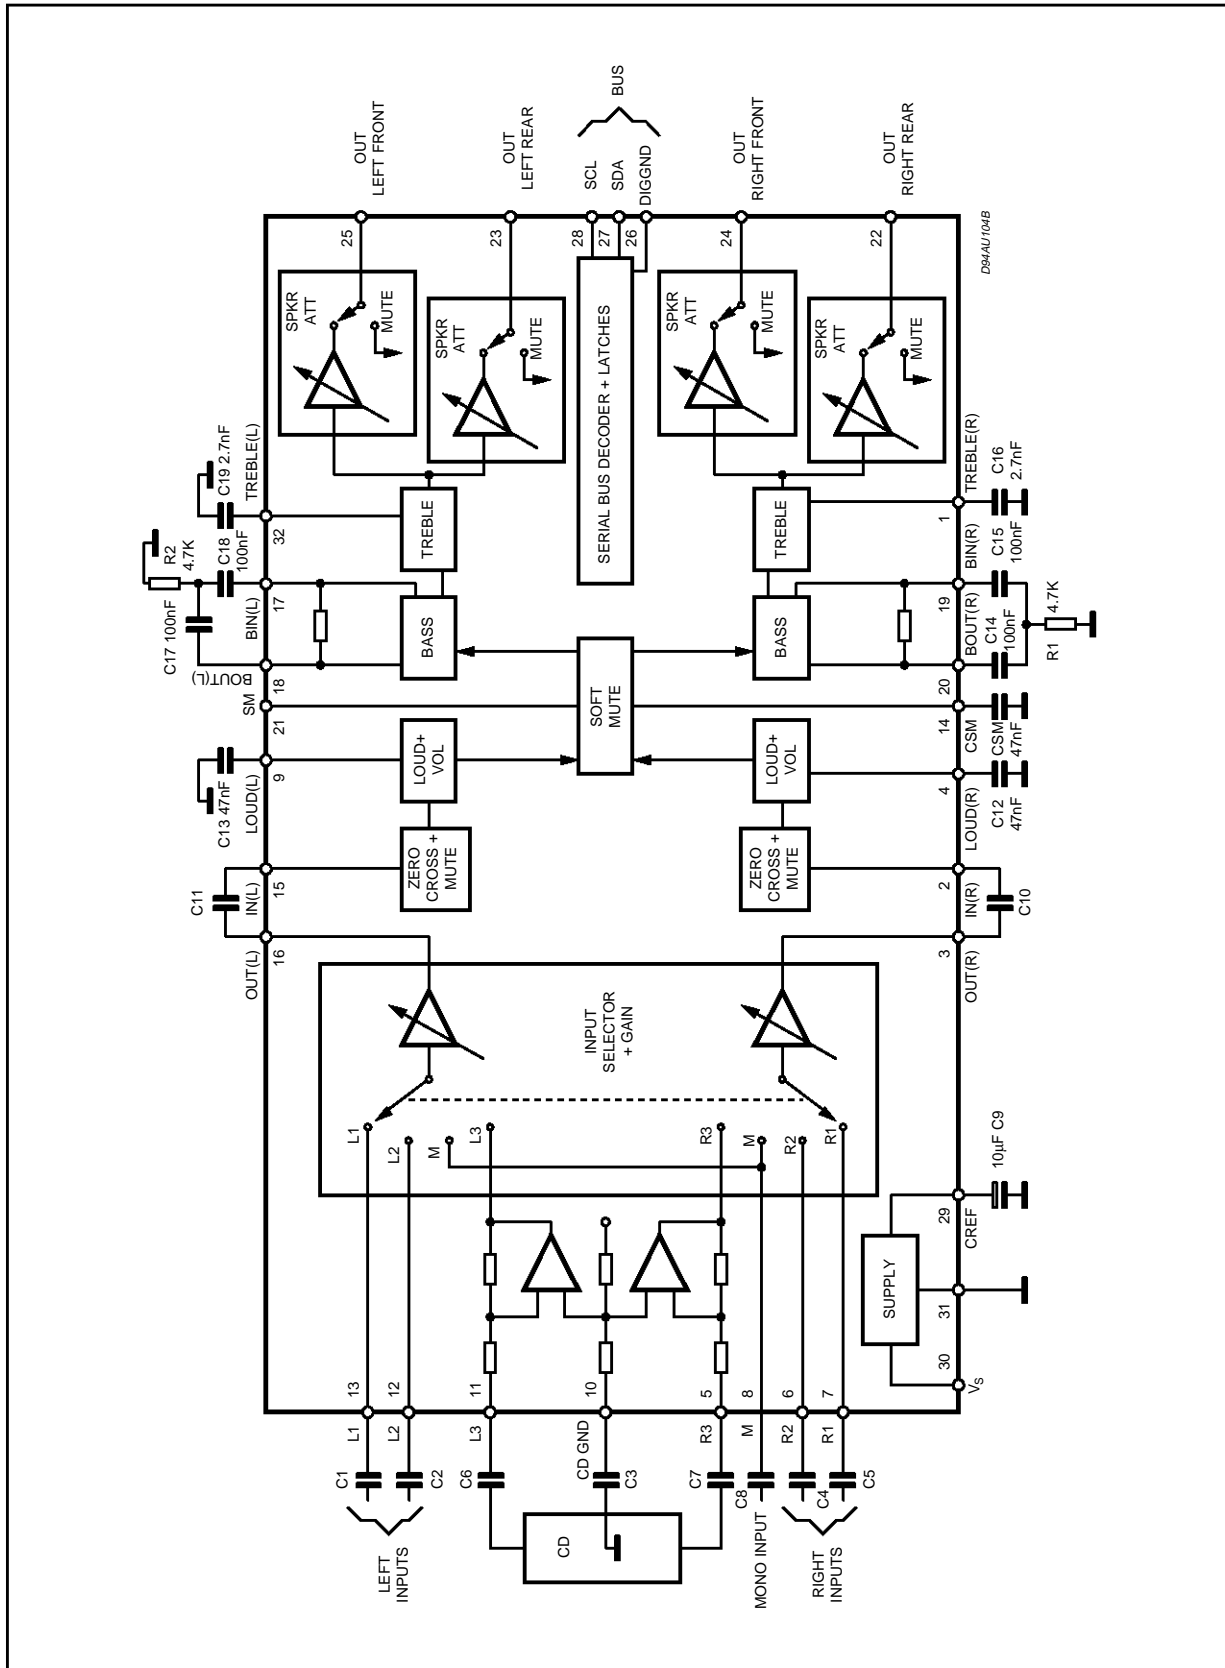 LEFT
INPUTS
C1
C2
L1
L2
13
12
CD
C6
CD GND
C3
C7
L3
R3
11
10
5
MONO INPUT
C8
M
8
RIGHT
INPUTS
C4
C5
R2
R1
6
7
L1
L2
M
L3
R3
M
R2
R1
INPUT
SELECTOR
+ GAIN
SUPPLY
VS
30
31
29
CREF
10µF C9
OUT(L)
16
C11
IN(L)
15
OUT(R)
3
C10
IN(R)
2
ZERO
CROSS +
MUTE
ZERO
CROSS +
MUTE
C13 47nF
LOUD(L)
9
LOUD+
VOL
LOUD+
VOL
4
LOUD(R)
C12
47nF
SM
21
SOFT
MUTE
14
CSM
CSM
47nF
BOUT(L)
18
C17 100nF
BIN(L)
17
R2
4.7K
C18
100nF
BASS
BASS
20
BOUT(R)
C14
100nF
19
BIN(R)
C15
100nF
R1
4.7K
C19 2.7nF
TREBLE(L)
32
TREBLE
TREBLE
1
TREBLE(R)
C16
2.7nF
SPKR
ATT
MUTE
25
OUT
LEFT FRONT
SPKR
ATT
MUTE
23
OUT
LEFT REAR
SERIAL BUS DECODER + LATCHES
28
27
26
SCL
SDA
DIGGND
BUS
SPKR
ATT
MUTE
24
OUT
RIGHT FRONT
SPKR
ATT
MUTE
22
OUT
RIGHT REAR
D94AU104B